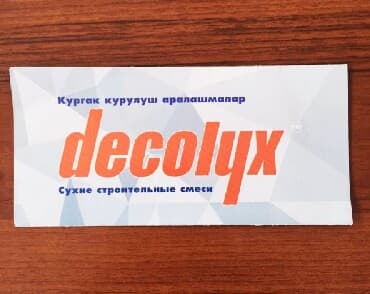 Кургак курулуш аралашмалар
decolyx
Сухие строительные смеси